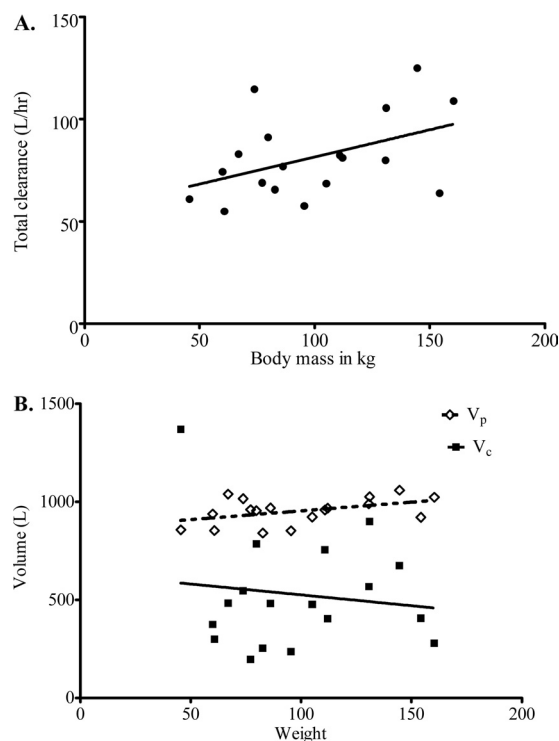 A.
150
100
50
0
Total clearance (L/hr)
0 50 100 150 200
Body mass in kg
B.
1500
1000
500
0
Volume (L)
Vp
Vc
0 50 100 150 200
Weight